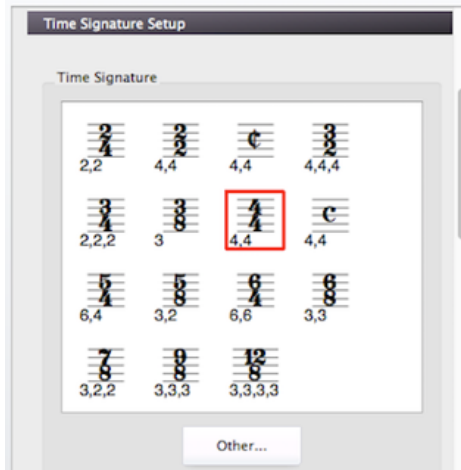 Time Signature Setup
Time Signature
2 2 ¢ 3
4 2 2
2,2 4,4 4,4 4,4,4
3 3 4 c
4 8 4
2,2,2 3 4,4 4,4
5 5 6 6
4 8 4 8
6,4 3,2 6,6 3,3
7 9 12
8 8 8
3,2,2 3,3,3 3,3,3,3
Other...